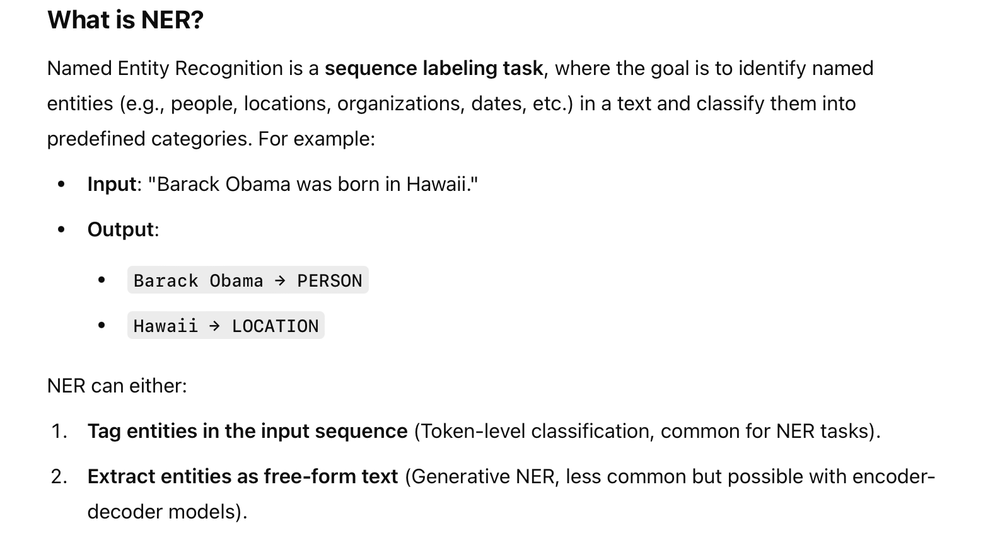 What is NER?
Named Entity Recognition is a sequence labeling task, where the goal is to identify named
entities (e.g., people, locations, organizations, dates, etc.) in a text and classify them into
predefined categories. For example:
• Input: "Barack Obama was born in Hawaii."
• Output:
• Barack Obama → PERSON
• Hawaii → LOCATION
NER can either:
1. Tag entities in the input sequence (Token-level classification, common for NER tasks).
2. Extract entities as free-form text (Generative NER, less common but possible with encoder-
decoder models).